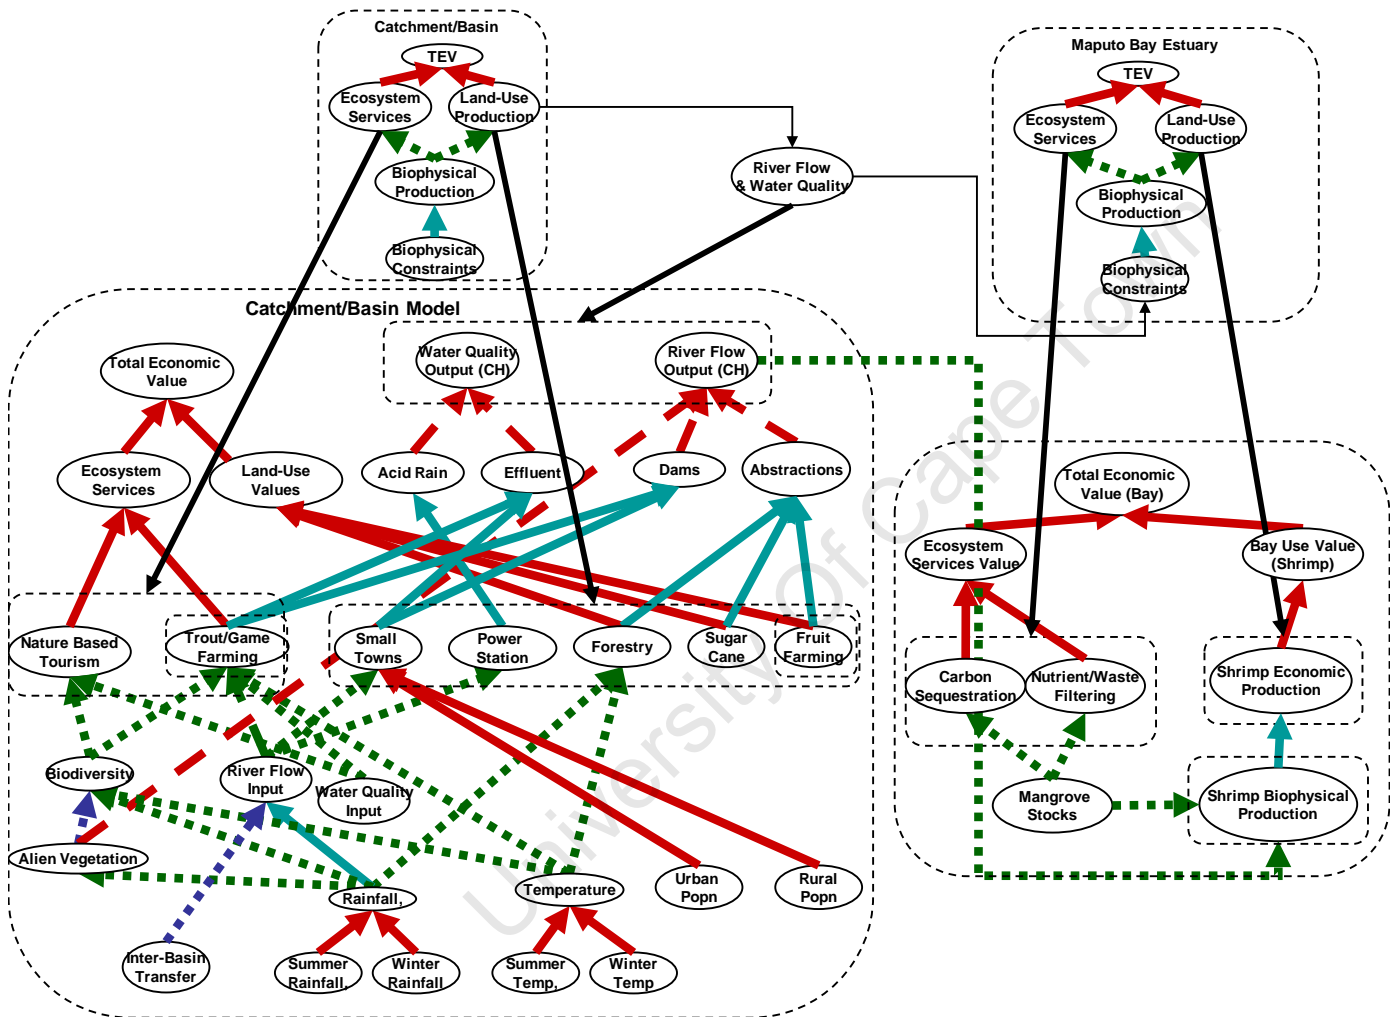 Catchment/Basin
TEV
Ecosystem
Services
Land-Use
Production
Biophysical
Production
Biophysical
Constraints
River Flow
& Water Quality
Maputo Bay Estuary
TEV
Ecosystem
Services
Land-Use
Production
Biophysical
Production
Biophysical
Constraints
Catchment/Basin Model
Total Economic
Value
Water Quality
Output (CH)
River Flow
Output (CH)
Ecosystem
Services
Land-Use
Values
Acid Rain
Effluent
Dams
Abstractions
Nature Based
Tourism
Trout/Game
Farming
Small
Towns
Power
Station
Forestry
Sugar
Cane
Fruit
Farming
Biodiversity
River Flow
Input
Water Quality
Input
Alien Vegetation
Rainfall,
Temperature
Urban
Popn
Rural
Popn
Inter-Basin
Transfer
Summer
Rainfall,
Winter
Rainfall
Summer
Temp,
Winter
Temp
Total Economic
Value (Bay)
Ecosystem
Services Value
Bay Use Value
(Shrimp)
Carbon
Sequestration
Nutrient/Waste
Filtering
Shrimp Economic
Production
Mangrove
Stocks
Shrimp Biophysical
Production
University Of Cape Town